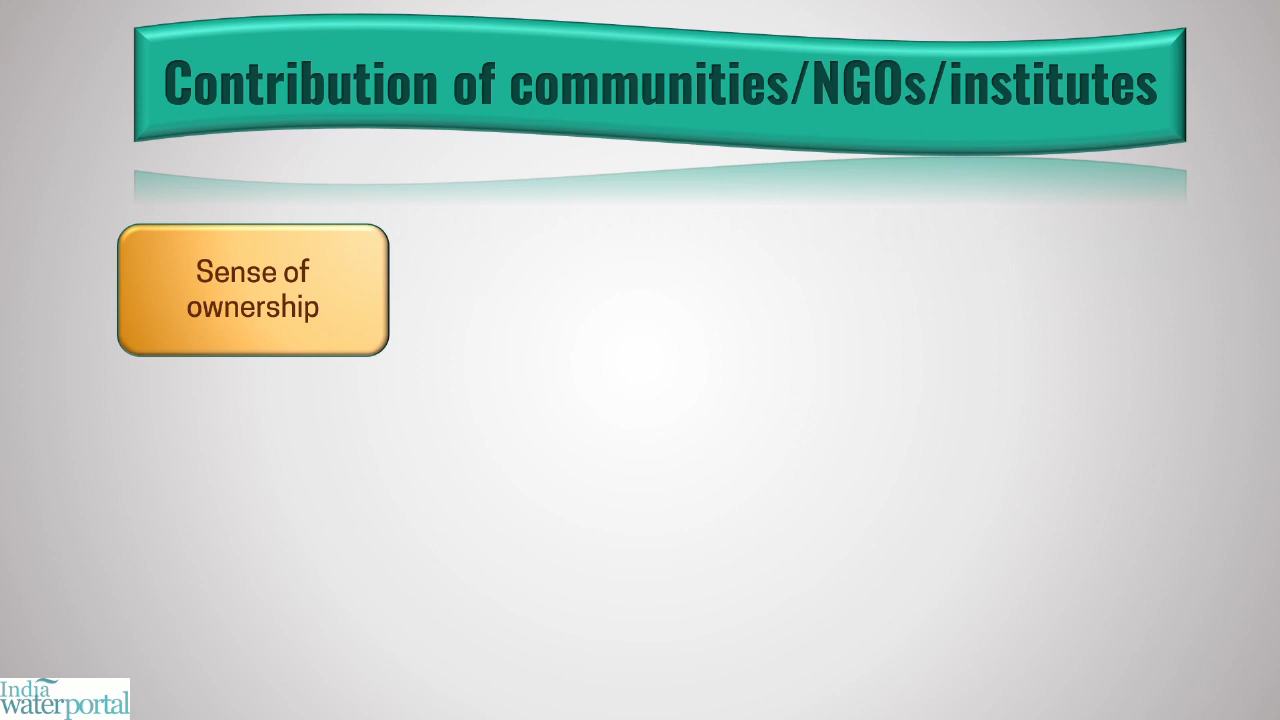 Contribution of communities/NGOs/institutes
Sense of
ownership
India
waterportal